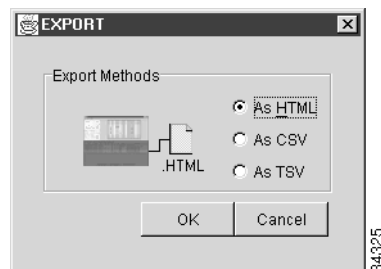 EXPORT
Export Methods
As HTML
As CSV
.HTML
As TSV
OK Cancel
84325